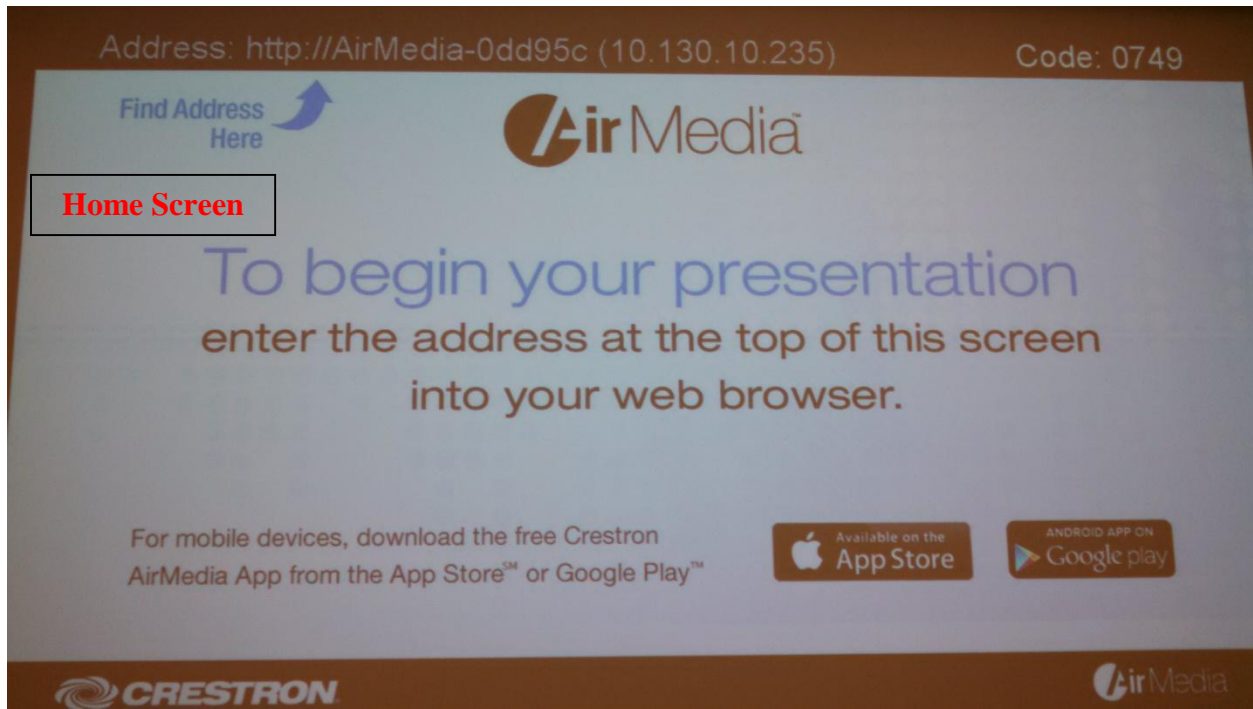 Address: http://AirMedia-0dd95c (10.130.10.235) Code: 0749
Find Address
Here
AirMedia™
Home Screen
To begin your presentation
enter the address at the top of this screen
into your web browser.
For mobile devices, download the free Crestron
AirMedia App from the App Store℠ or Google Play™
Available on the
App Store
ANDROID APP ON
Google play
CRESTRON
AirMedia